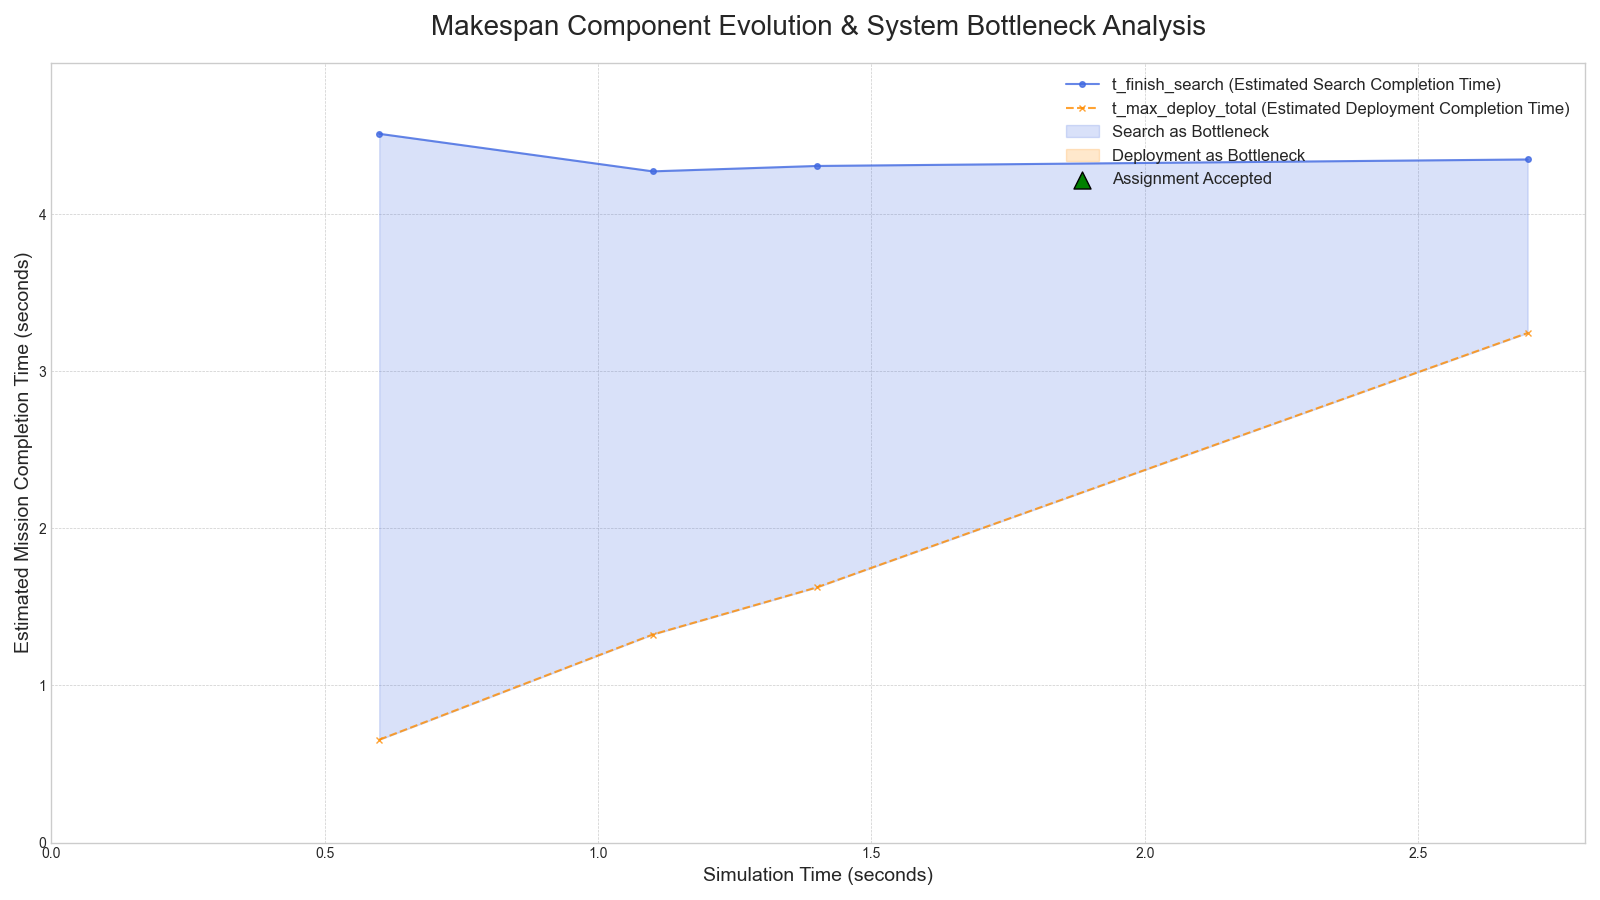 Makespan Component Evolution & System Bottleneck Analysis
t_finish_search (Estimated Search Completion Time)
t_max_deploy_total (Estimated Deployment Completion Time)
Search as Bottleneck
Deployment as Bottleneck
Assignment Accepted
Estimated Mission Completion Time (seconds)
4
3
2
1
0
0.0
0.5
1.0
1.5
2.0
2.5
Simulation Time (seconds)